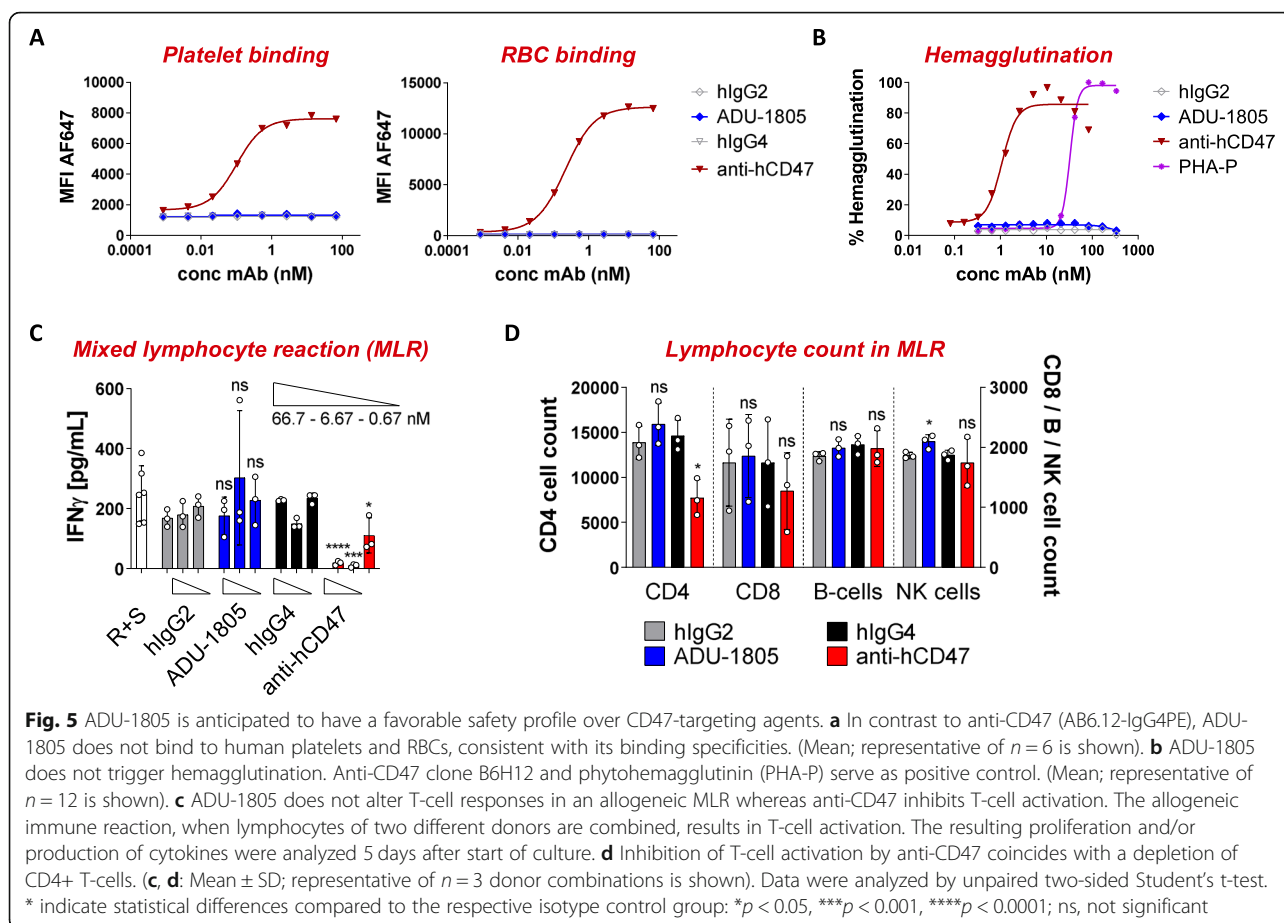 A
Platelet binding
RBC binding
B
Hemagglutination
MFI AF647
10000
8000
6000
4000
2000
0
0.0001 0.01 1 100
conc mAb (nM)
MFI AF647
15000
10000
5000
0
0.0001 0.01 1 100
conc mAb (nM)
hIgG2
ADU-1805
hIgG4
anti-hCD47
% Hemagglutination
100
80
60
40
20
0
0.01 0.1 1 10 100 1000
conc mAb (nM)
hIgG2
ADU-1805
anti-hCD47
PHA-P
C
Mixed lymphocyte reaction (MLR)
IFNγ [pg/mL]
600
400
200
0
66.7 - 6.67 - 0.67 nM
ns
ns
ns
****
***
*
R+S
hIgG2
ADU-1805
hIgG4
anti-hCD47
D
Lymphocyte count in MLR
CD4 cell count
20000
15000
10000
5000
0
ns
*
ns
ns
ns
ns
*
ns
3000
2000
1000
0
CD8 / B / NK cell count
CD4 CD8 B-cells NK cells
hIgG2 hIgG4
ADU-1805 anti-hCD47
Fig. 5 ADU-1805 is anticipated to have a favorable safety profile over CD47-targeting agents. a In contrast to anti-CD47 (AB6.12-IgG4PE), ADU-
1805 does not bind to human platelets and RBCs, consistent with its binding specificities. (Mean; representative of n = 6 is shown). b ADU-1805
does not trigger hemagglutination. Anti-CD47 clone B6H12 and phytohemagglutinin (PHA-P) serve as positive control. (Mean; representative of
n = 12 is shown). c ADU-1805 does not alter T-cell responses in an allogeneic MLR whereas anti-CD47 inhibits T-cell activation. The allogeneic
immune reaction, when lymphocytes of two different donors are combined, results in T-cell activation. The resulting proliferation and/or
production of cytokines were analyzed 5 days after start of culture. d Inhibition of T-cell activation by anti-CD47 coincides with a depletion of
CD4+ T-cells. (c, d: Mean ± SD; representative of n = 3 donor combinations is shown). Data were analyzed by unpaired two-sided Student's t-test.
* indicate statistical differences compared to the respective isotype control group: *p < 0.05, ***p < 0.001, ****p < 0.0001; ns, not significant